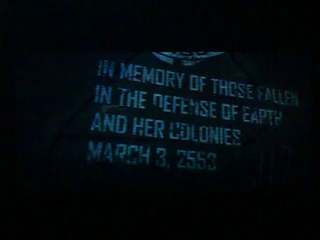 IN MEMORY OF THOSE FALLEN
IN THE DEFENSE OF EARTH
AND HER COLONIES
MARCH 3, 2553